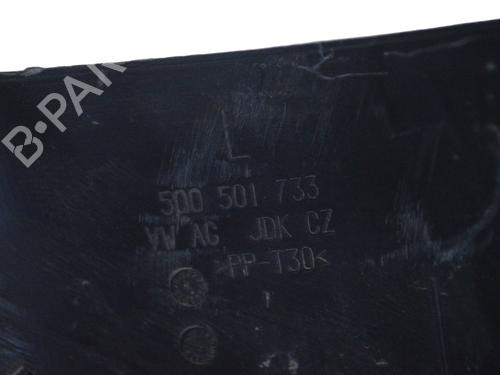 B-PAR
L
5Q0 501 733
VW AG JDK CZ
>PP-T30<